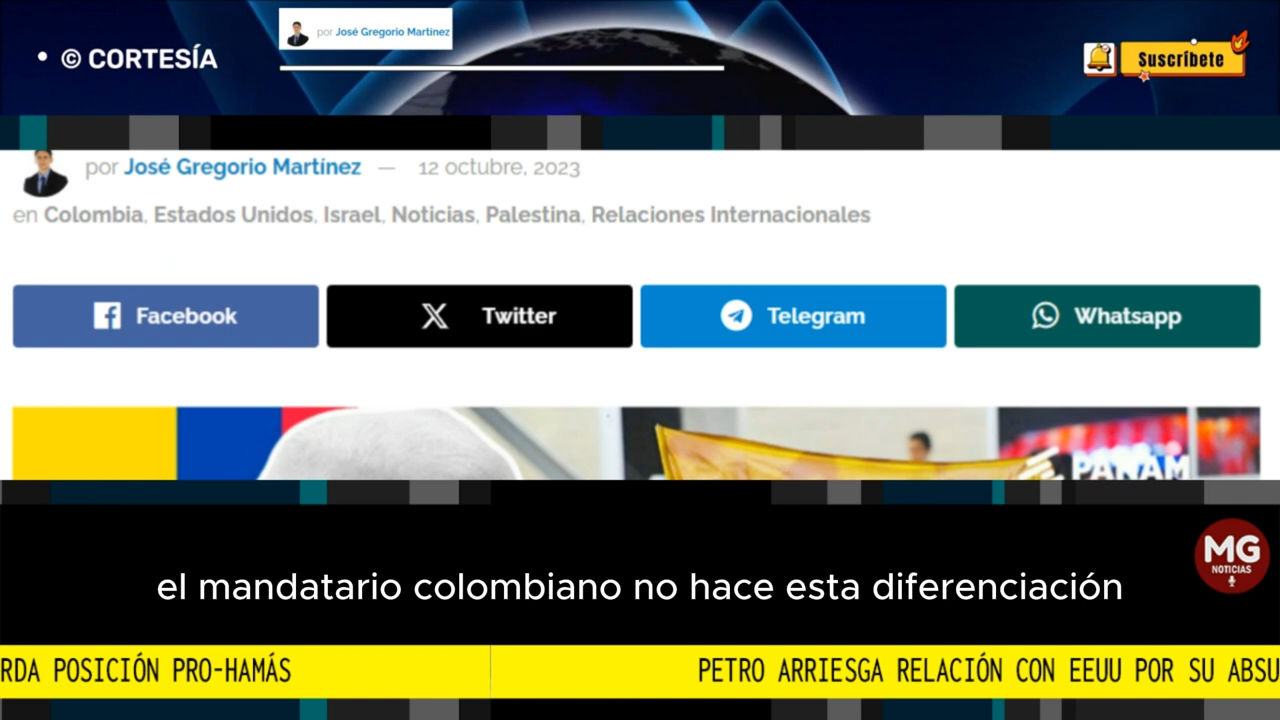 • © CORTESÍA
por José Gregorio Martínez
Suscríbete
por José Gregorio Martínez — 12 octubre, 2023
en Colombia, Estados Unidos, Israel, Noticias, Palestina, Relaciones Internacionales
Facebook
Twitter
Telegram
Whatsapp
PANAM
MG
NOTICIAS
el mandatario colombiano no hace esta diferenciación
RDA POSICIÓN PRO-HAMÁS
PETRO ARRIESGA RELACIÓN CON EEUU POR SU ABSU